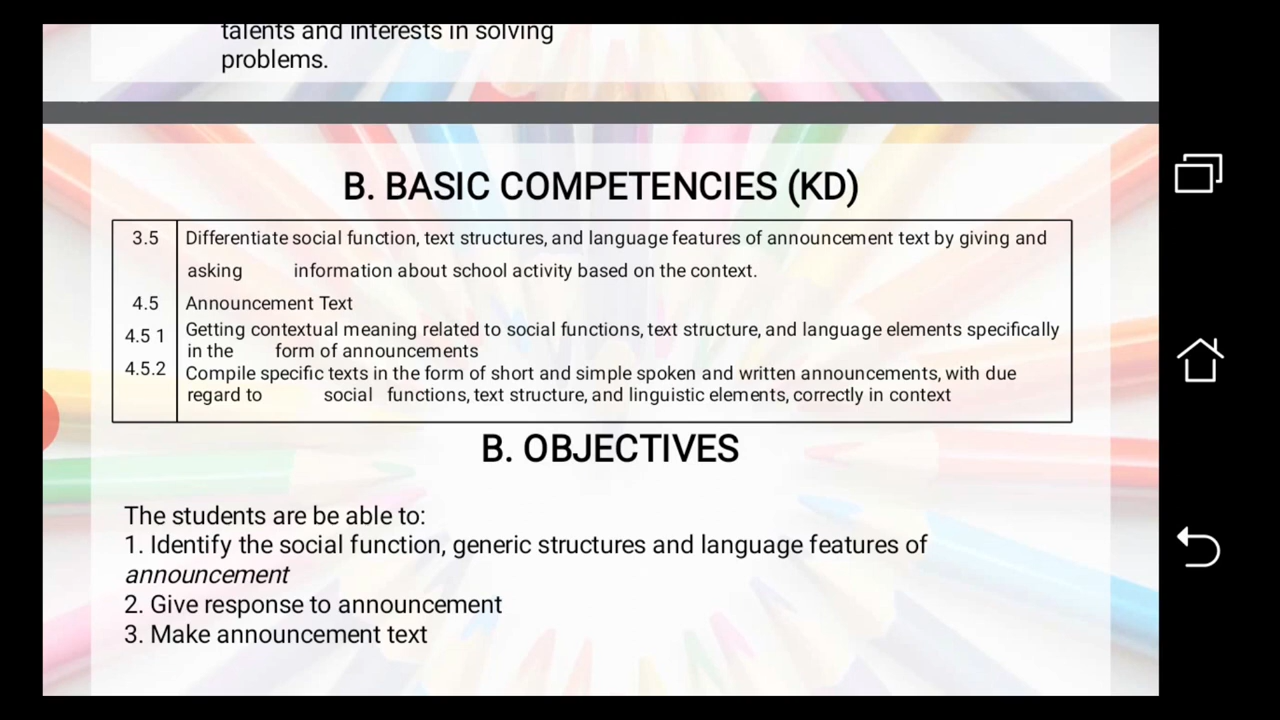 talents and interests in solving
problems.
B. BASIC COMPETENCIES (KD)
3.5 Differentiate social function, text structures, and language features of announcement text by giving and
asking information about school activity based on the context.
4.5 Announcement Text
4.5 1 Getting contextual meaning related to social functions, text structure, and language elements specifically
in the form of announcements
4.5.2 Compile specific texts in the form of short and simple spoken and written announcements, with due
regard to social functions, text structure, and linguistic elements, correctly in context
B. OBJECTIVES
The students are be able to:
1. Identify the social function, generic structures and language features of
announcement
2. Give response to announcement
3. Make announcement text